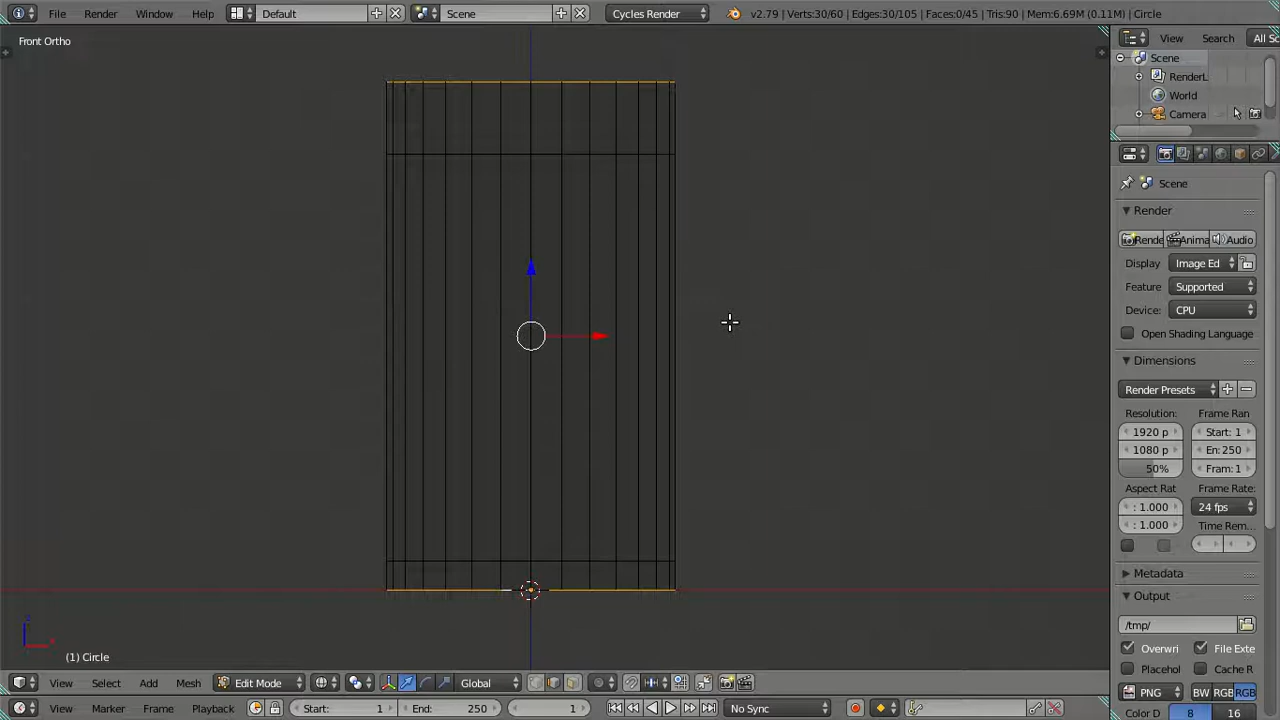 File Render Window Help Default Scene Cycles Render v2.79 | Verts:30/60 | Edges:30/105 | Faces:0/45 | Tris:90 | Mem:6.69M (0.11M) | Circle
Front Ortho
View Search All Sc
Scene
RenderL
World
Camera
Scene
Render
Rende Anima Audio
Display Image Ed
Feature Supported
Device: CPU
Open Shading Language
Dimensions
Render Presets
Resolution: Frame Ran
1920 p Start: 1
1080 p En: 250
50% Fram: 1
Aspect Rat Frame Rate:
: 1.000 24 fps
: 1.000 Time Rem...
Metadata
Output
/tmp/
z
x
Overwri File Exte
(1) Circle
Placehol Cache R
View Select Add Mesh Edit Mode Global
PNG BW RGB RGB
View Marker Frame Playback Start: 1 End: 250 1 No Sync
Color D 8 16